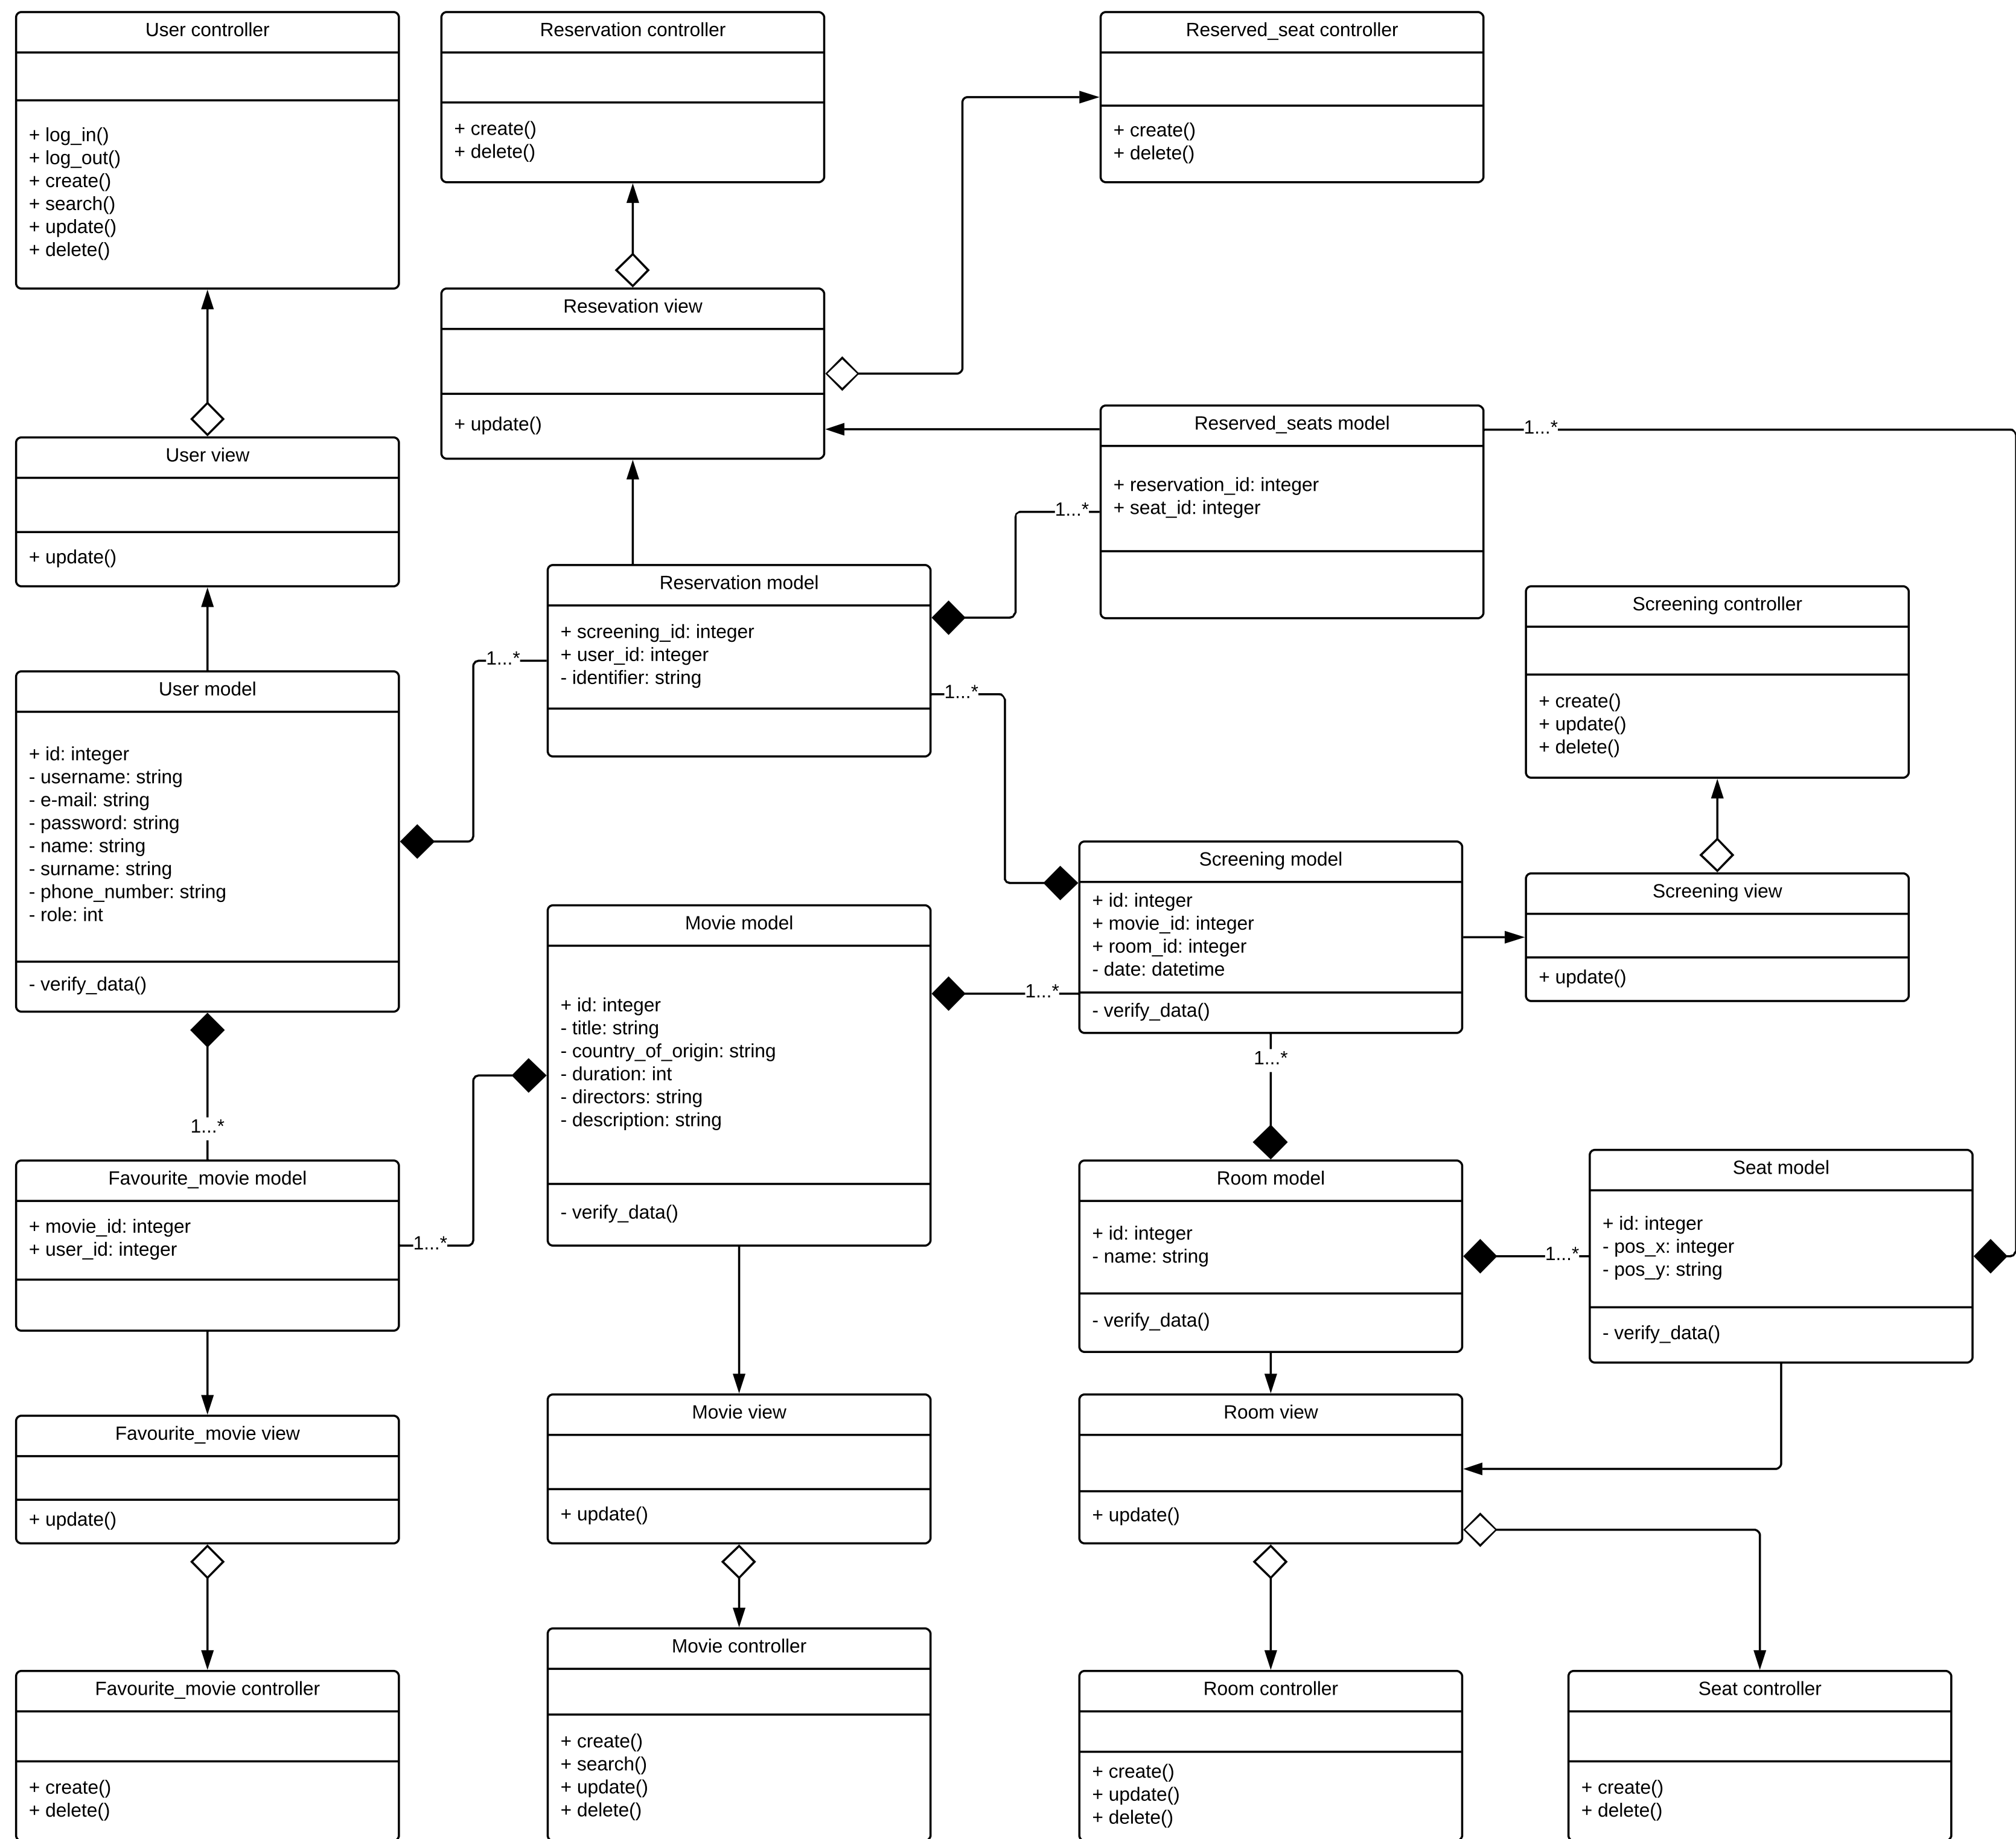 User controller
+ log_in()
+ log_out()
+ create()
+ search()
+ update()
+ delete()
Reservation controller
+ create()
+ delete()
Reserved_seat controller
+ create()
+ delete()
Resevation view
+ update()
User view
+ update()
Reserved_seats model
+ reservation_id: integer
+ seat_id: integer
1...*
1...*
Reservation model
+ screening_id: integer
+ user_id: integer
- identifier: string
1...*
1...*
Screening controller
+ create()
+ update()
+ delete()
User model
+ id: integer
- username: string
- e-mail: string
- password: string
- name: string
- surname: string
- phone_number: string
- role: int
- verify_data()
Screening model
+ id: integer
+ movie_id: integer
+ room_id: integer
- date: datetime
- verify_data()
Screening view
+ update()
Movie model
+ id: integer
- title: string
- country_of_origin: string
- duration: int
- directors: string
- description: string
- verify_data()
1...*
1...*
1...*
Favourite_movie model
+ movie_id: integer
+ user_id: integer
1...*
Room model
+ id: integer
- name: string
- verify_data()
1...*
Seat model
+ id: integer
- pos_x: integer
- pos_y: string
- verify_data()
Favourite_movie view
+ update()
Movie view
+ update()
Room view
+ update()
Favourite_movie controller
+ create()
+ delete()
Movie controller
+ create()
+ search()
+ update()
+ delete()
Room controller
+ create()
+ update()
+ delete()
Seat controller
+ create()
+ delete()